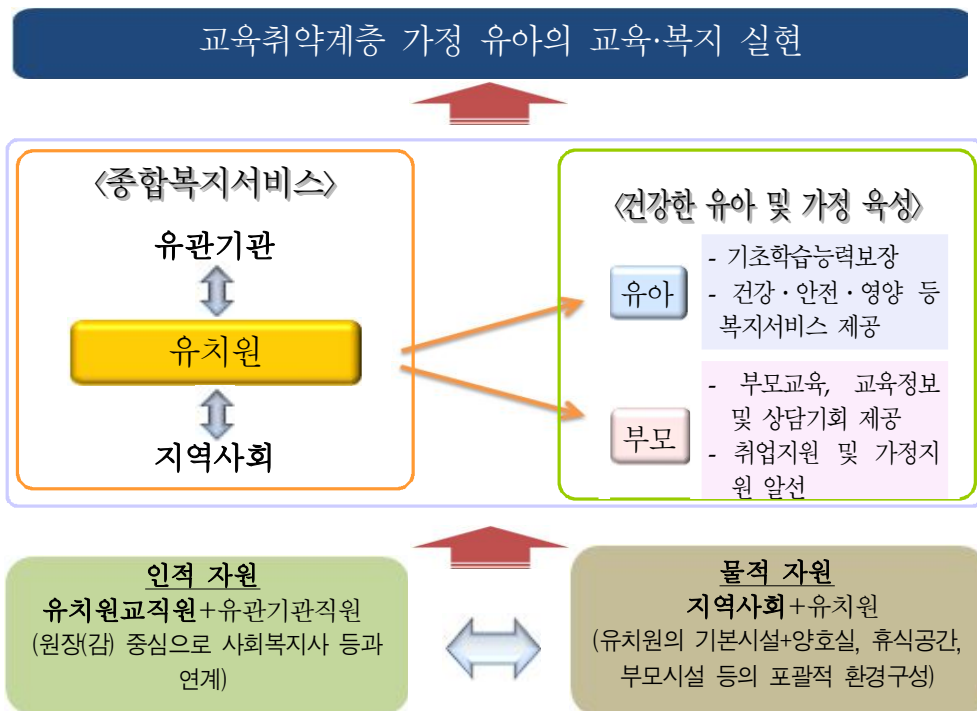 교육취약계층 가정 유아의 교육·복지 실현
<종합복지서비스>
유관기관
유치원
지역사회
<건강한 유아 및 가정 육성>
유아
- 기초학습능력보장
- 건강·안전·영양 등
복지서비스 제공
부모
- 부모교육, 교육정보
및 상담기회 제공
- 취업지원 및 가정지
원 알선
인적 자원
유치원교직원+유관기관직원
(원장(감) 중심으로 사회복지사 등과
연계)
물적 자원
지역사회+유치원
(유치원의 기본시설+양호실, 휴식공간,
부모시설 등의 포괄적 환경구성)